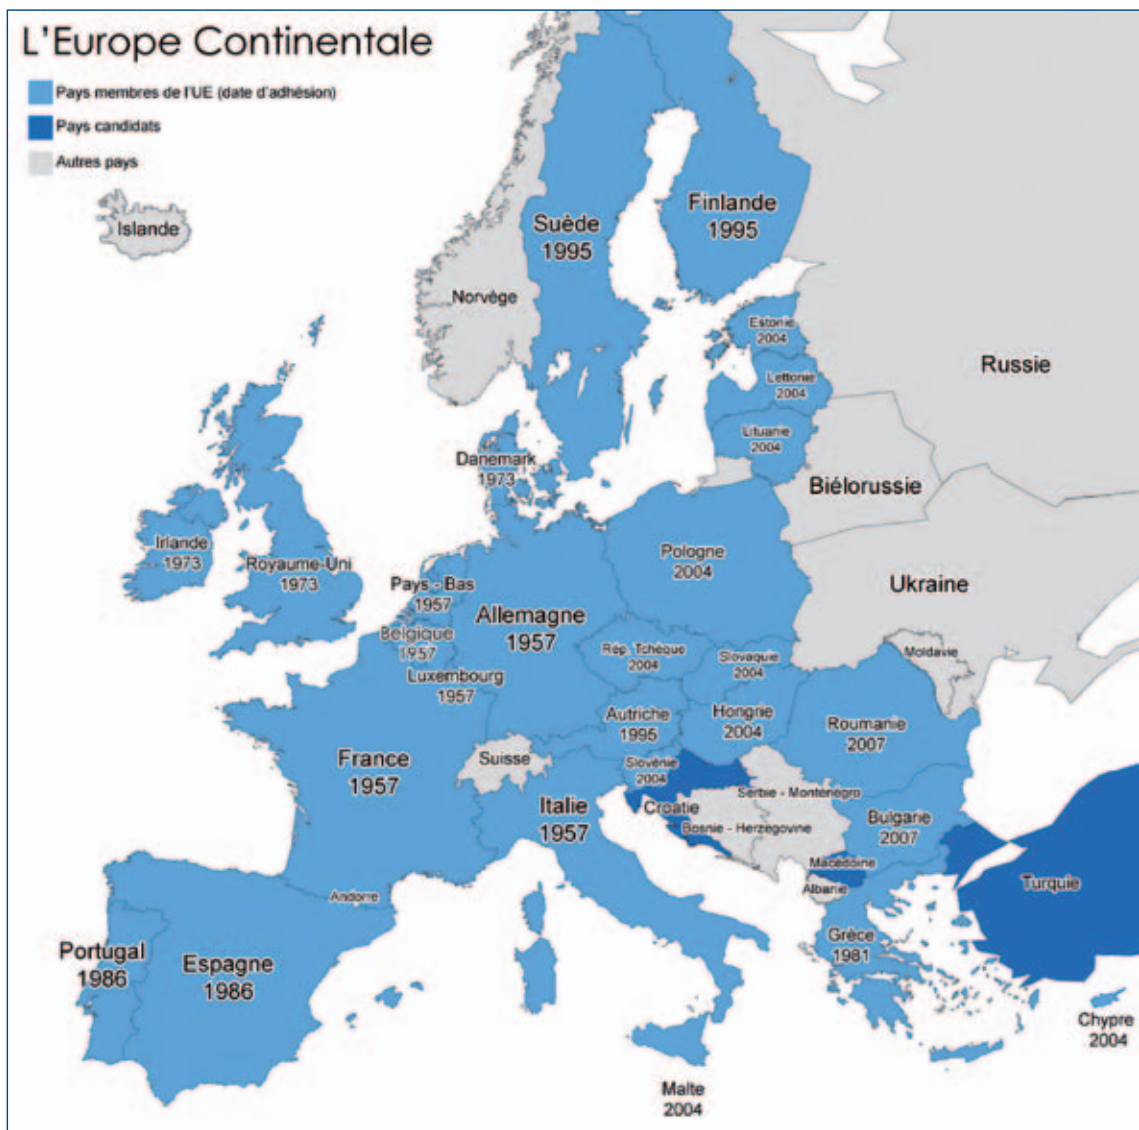 L'Europe Continentale
Pays membres de l'UE (date d'adhésion)
Pays candidats
Autres pays
Islande
Suède
1995
Finlande
1995
Norvège
Estonie
2004
Russie
Lettonie
2004
Lituanie
2004
Danemark
1973
Biélorussie
Irlande
1973
Royaume-Uni
1973
Pays - Bas
1957
Pologne
2004
Ukraine
Allemagne
1957
Belgique
1957
Luxembourg
1957
Rép. Tchèque
2004
Slovaquie
2004
Moldavie
Autriche
1995
Hongrie
2004
Roumanie
2007
France
1957
Suisse
Slovénie
2004
Serbie - Monténégro
Italie
1957
Croatie
Bosnie - Herzégovine
Bulgarie
2007
Macédoine
Albanie
Turquie
Andorre
Portugal
1986
Espagne
1986
Grèce
1981
Chypre
2004
Malte
2004